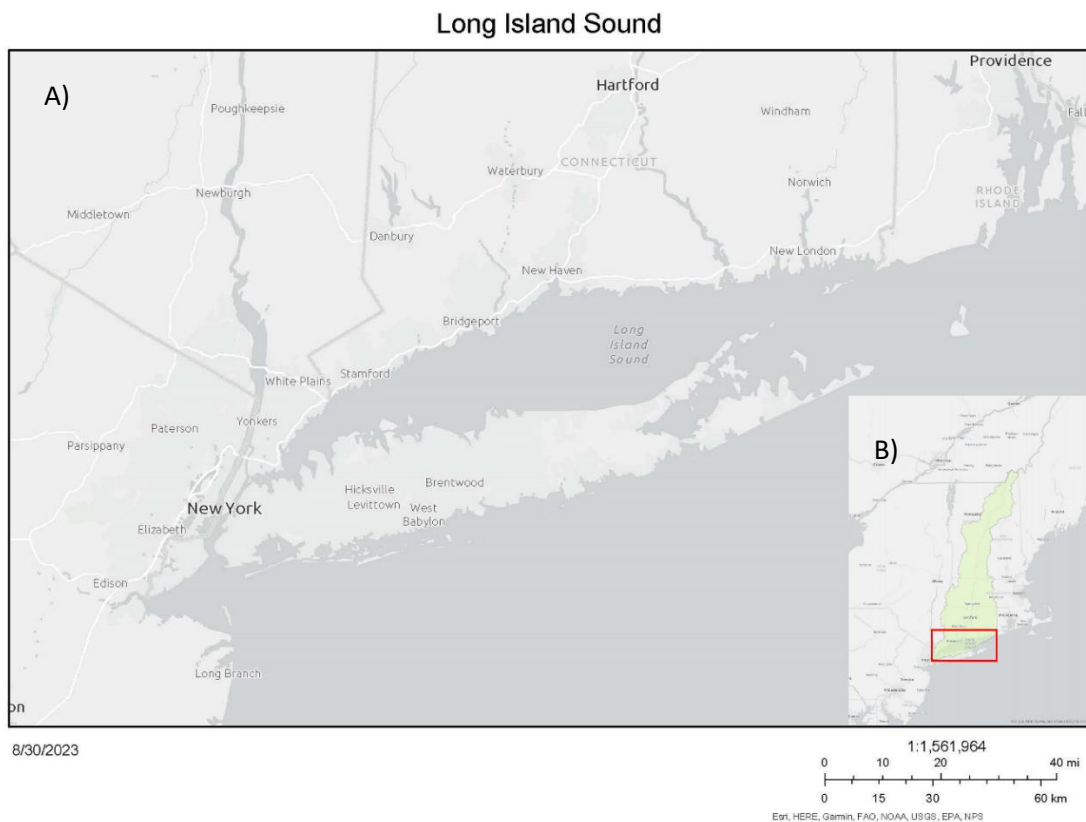 Long Island Sound
A)
Hartford
Providence
Poughkeepsie
Windham
Fall
Waterbury
CONNECTICUT
Norwich
Newburgh
RHODE
ISLAND
Middletown
Danbury
New London
New Haven
Bridgeport
Long
Island
Sound
White Plains
Stamford
Yonkers
Paterson
Parsippany
B)
Brentwood
Hicksville
Levittown
New York
West
Babylon
Elizabeth
Edison
Long Branch
on
8/30/2023
1:1,561,964
0 10 20 40 mi
0 15 30 60 km
Esri, HERE, Garmin, FAO, NOAA, USGS, EPA, NPS